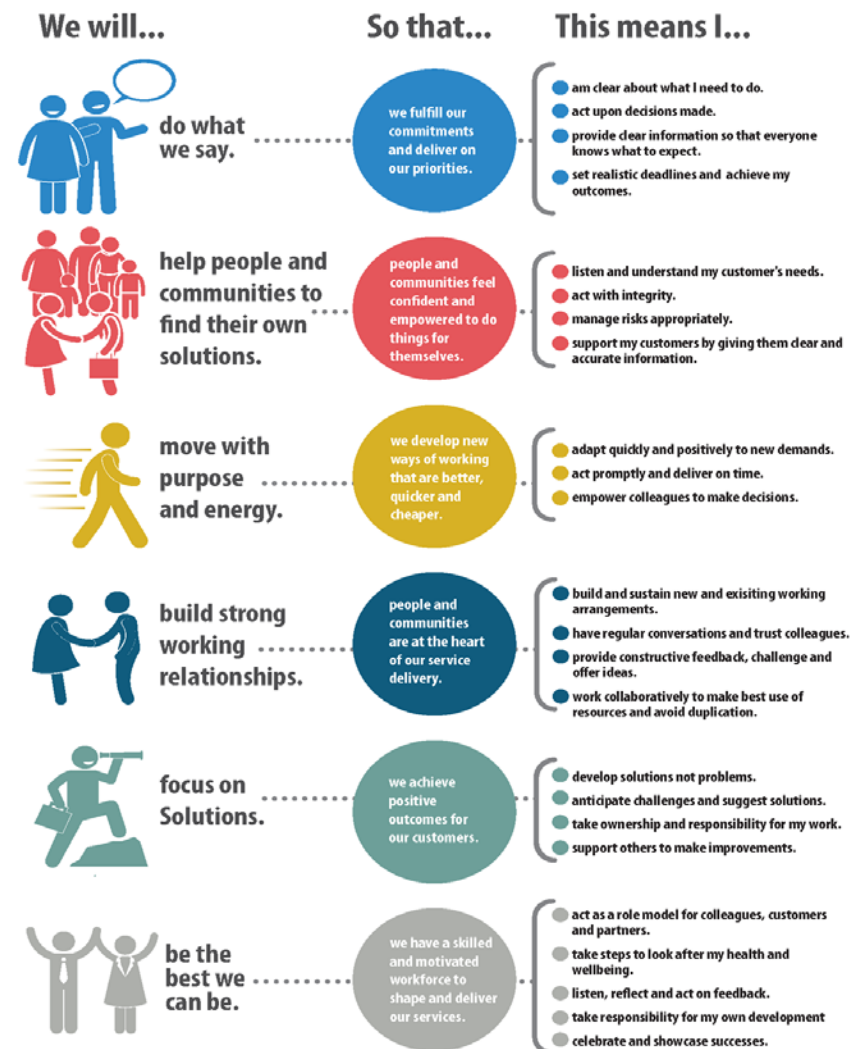 We will...
So that...
This means I...
do what
we say.
we fulfill our
commitments
and deliver on
our priorities.
am clear about what I need to do.
act upon decisions made.
provide clear information so that everyone
knows what to expect.
set realistic deadlines and achieve my
outcomes.
help people and
communities to
find their own
solutions.
people and
communities feel
confident and
empowered to do
things for
themselves.
listen and understand my customer's needs.
act with integrity.
manage risks appropriately.
support my customers by giving them clear and
accurate information.
move with
purpose
and energy.
we develop new
ways of working
that are better,
quicker and
cheaper.
adapt quickly and positively to new demands.
act promptly and deliver on time.
empower colleagues to make decisions.
build strong
working
relationships.
people and
communities
are at the heart
of our service
delivery.
build and sustain new and exisiting working
arrangements.
have regular conversations and trust colleagues.
provide constructive feedback, challenge and
offer ideas.
work collaboratively to make best use of
resources and avoid duplication.
focus on
Solutions.
we achieve
positive
outcomes for
our customers.
develop solutions not problems.
anticipate challenges and suggest solutions.
take ownership and responsibility for my work.
support others to make improvements.
be the
best we
can be.
we have a skilled
and motivated
workforce to
shape and deliver
our services.
act as a role model for colleagues, customers
and partners.
take steps to look after my health and
wellbeing.
listen, reflect and act on feedback.
take responsibility for my own development
celebrate and showcase successes.